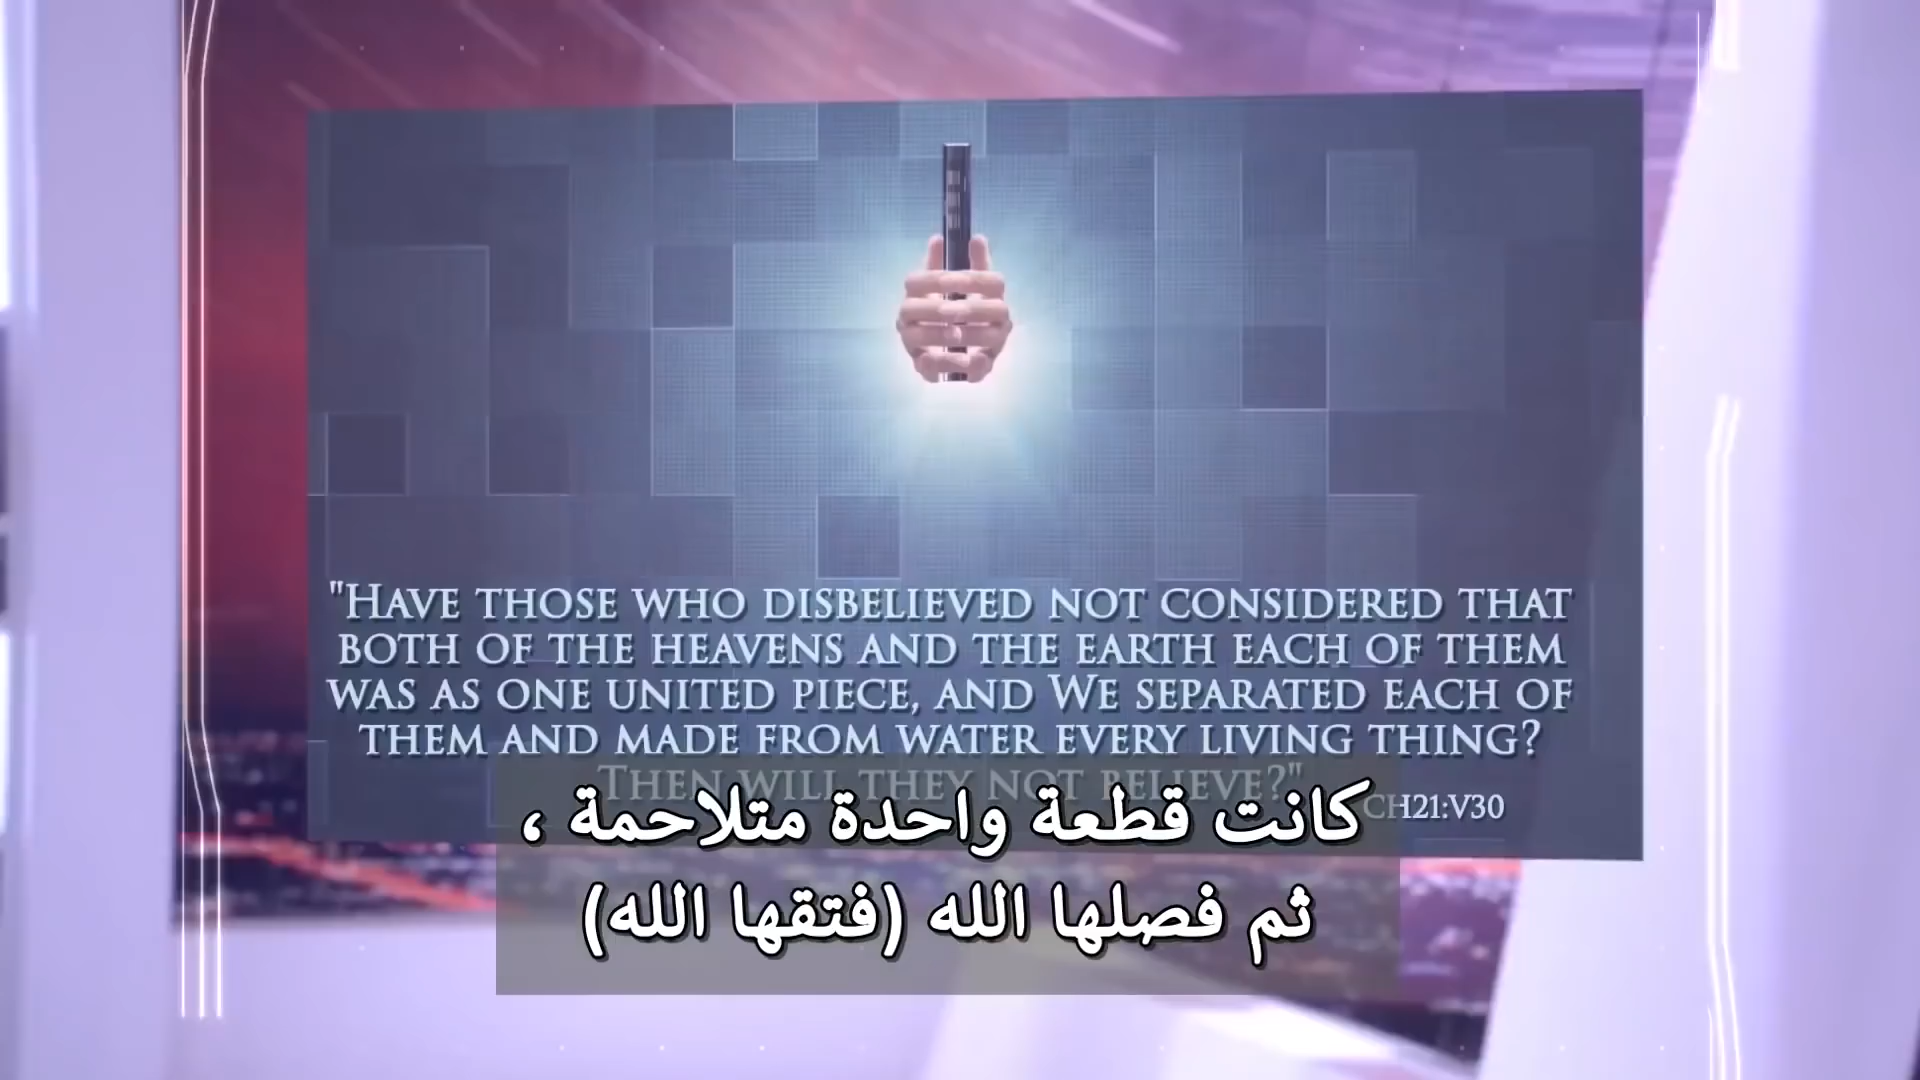 "HAVE THOSE WHO DISBELIEVED NOT CONSIDERED THAT
BOTH OF THE HEAVENS AND THE EARTH EACH OF THEM
WAS AS ONE UNITED PIECE, AND WE SEPARATED EACH OF
THEM AND MADE FROM WATER EVERY LIVING THING?
THEN WILL THEY NOT BELIEVE?"
CH21:V30
كانت قطعة واحدة متلاحمة ،
ثم فصلها الله (فتقها الله)